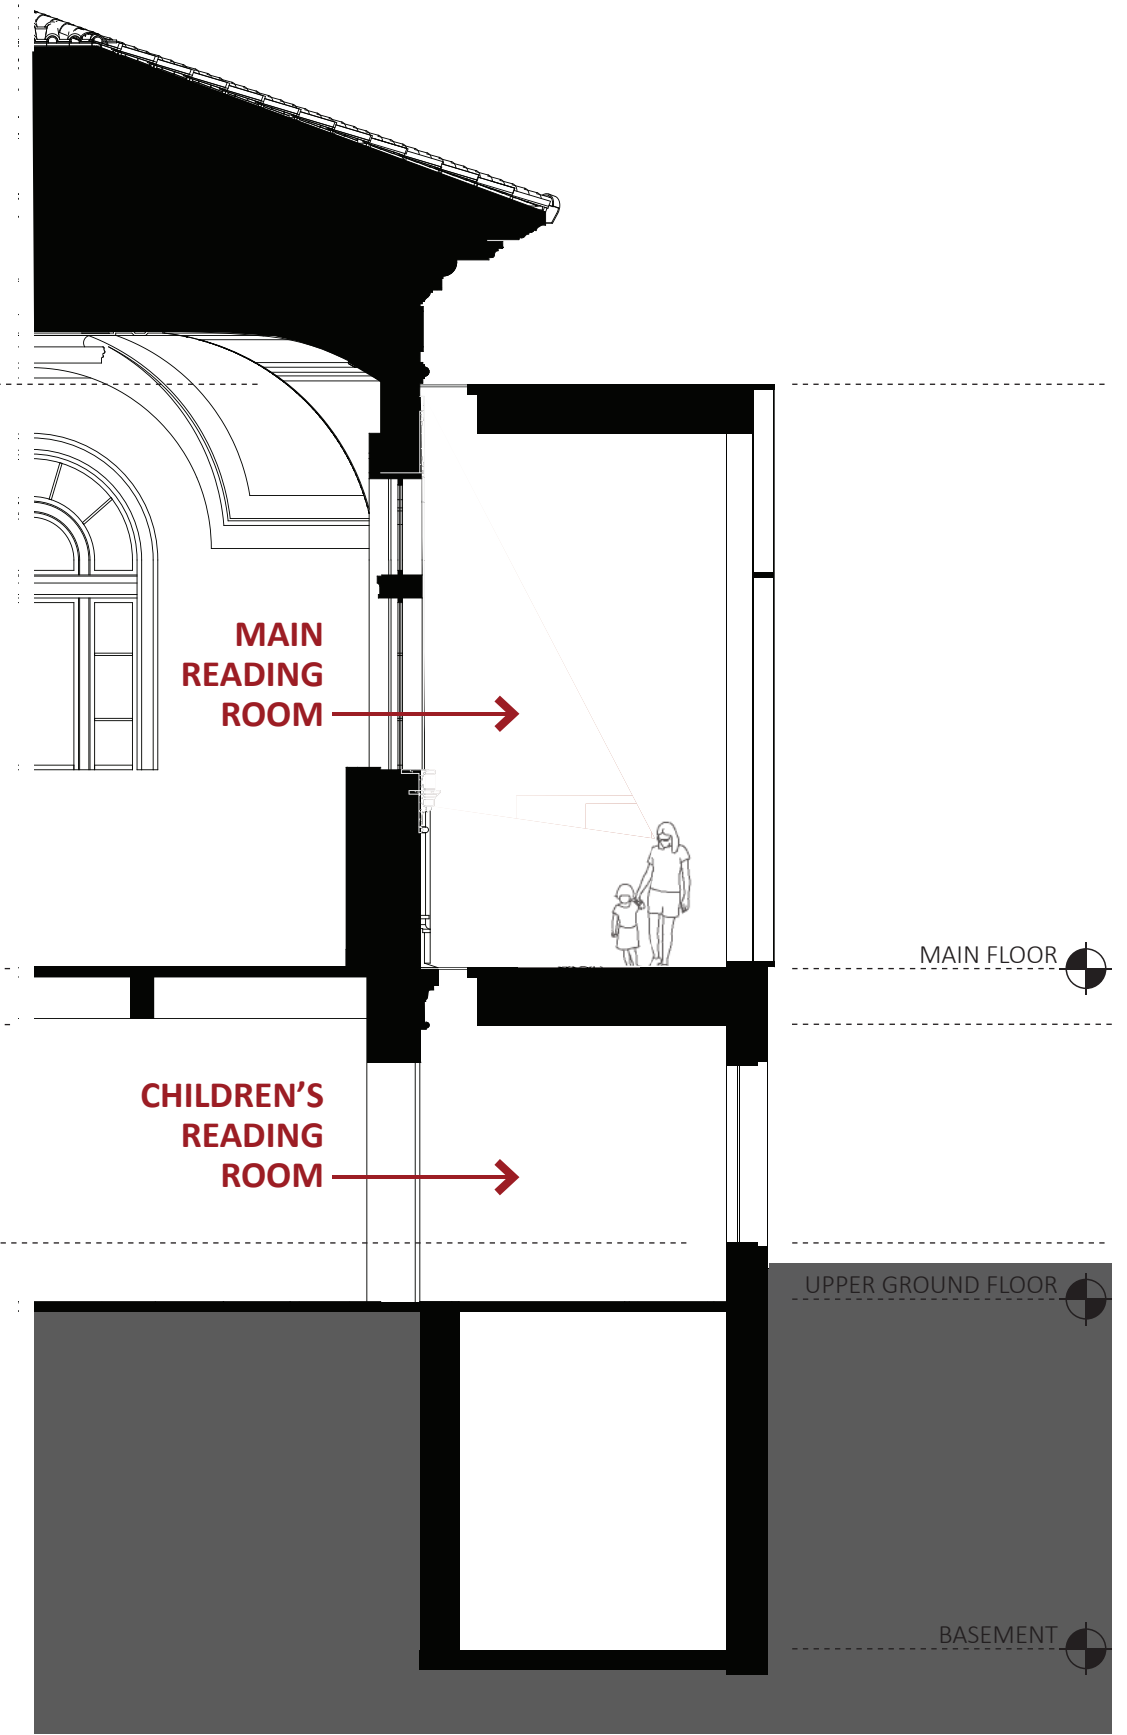 MAIN
READING
ROOM
MAIN FLOOR
CHILDREN’S
READING
ROOM
UPPER GROUND FLOOR
BASEMENT